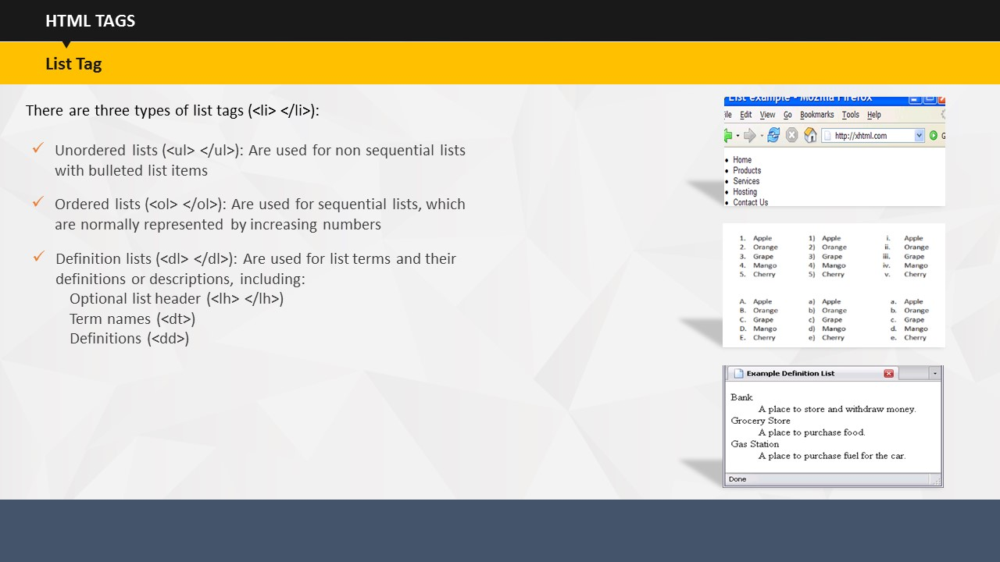 HTML TAGS
List Tag
There are three types of list tags (<li> </li>):
Unordered lists (<ul> </ul>): Are used for non sequential lists
with bulleted list items
Ordered lists (<ol> </ol>): Are used for sequential lists, which
are normally represented by increasing numbers
Definition lists (<dl> </dl>): Are used for list terms and their
definitions or descriptions, including:
Optional list header (<lh> </lh>)
Term names (<dt>)
Definitions (<dd>)
List example - Mozilla Firefox
ile Edit View Go Bookmarks Tools Help
http://xhtml.com G
• Home
• Products
• Services
• Hosting
• Contact Us
1. Apple 1) Apple i. Apple
2. Orange 2) Orange ii. Orange
3. Grape 3) Grape iii. Grape
4. Mango 4) Mango iv. Mango
5. Cherry 5) Cherry v. Cherry
A. Apple a) Apple a. Apple
B. Orange b) Orange b. Orange
C. Grape c) Grape c. Grape
D. Mango d) Mango d. Mango
E. Cherry e) Cherry e. Cherry
Example Definition List
Bank
A place to store and withdraw money.
Grocery Store
A place to purchase food.
Gas Station
A place to purchase fuel for the car.
Done